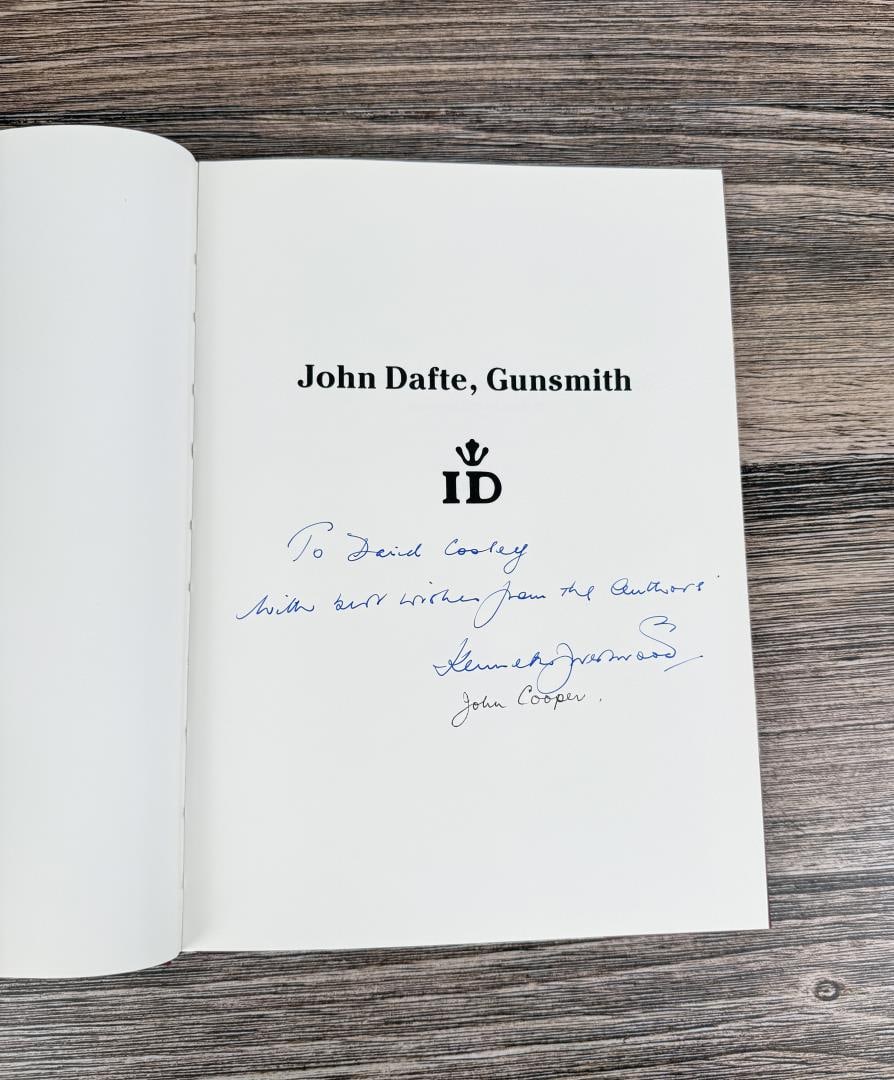 John Dafte, Gunsmith
ID
To David Cooley
With best wishes from the authors
Kenneth Greenwood
John Cooper.